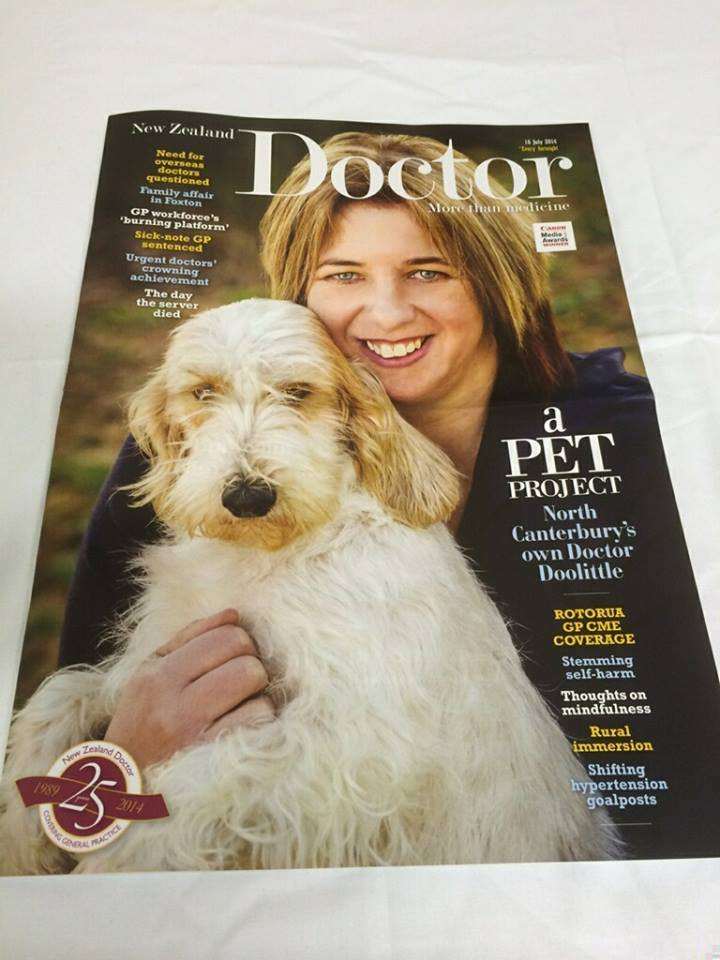 New Zealand
Doctor
More than medicine
16 July 2014
Need for
overseas
doctors
questioned
Family affair
in Foxton
GP workforce's
'burning platform'
Sick-note GP
sentenced
Urgent doctors'
crowning
achievement
The day
the server
died
Canon
Media
Awards
WINNER
a
PET
PROJECT
North
Canterbury's
own Doctor
Doolittle
ROTORUA
GP CME
COVERAGE
Stemming
self-harm
Thoughts on
mindfulness
Rural
immersion
Shifting
hypertension
goalposts
New Zealand Doctor
1989 25 2014
COVERING GENERAL PRACTICE